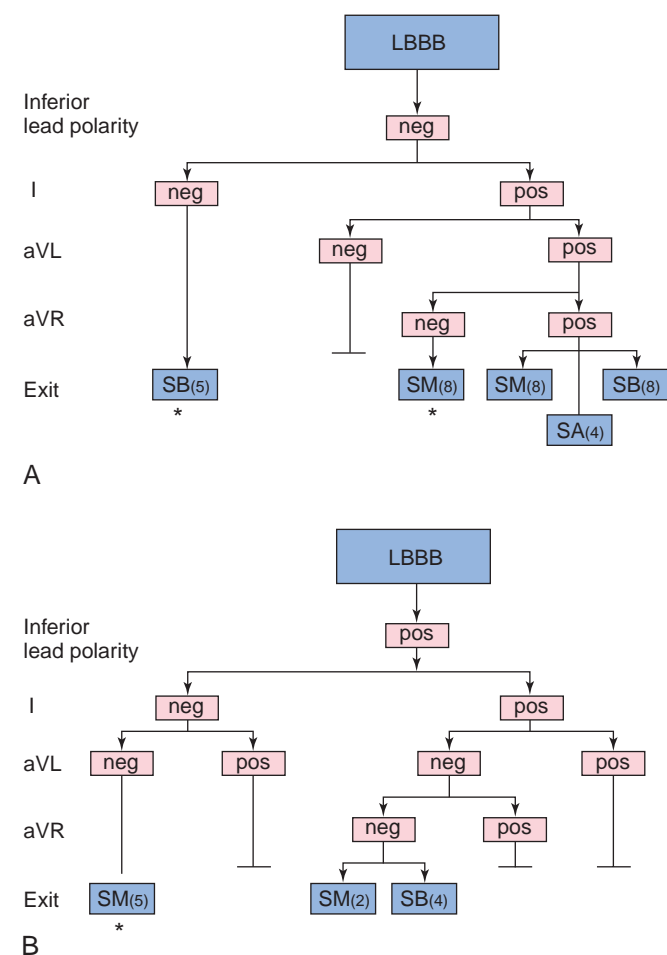 LBBB
Inferior
lead polarity
neg
I
neg
pos
aVL
neg
pos
aVR
neg
pos
Exit
SB(5)
SM(8)
SM(8)
SB(8)
*
*
SA(4)
A
LBBB
Inferior
lead polarity
pos
I
neg
pos
aVL
neg
pos
neg
pos
aVR
neg
pos
Exit
SM(5)
SM(2)
SB(4)
*
B